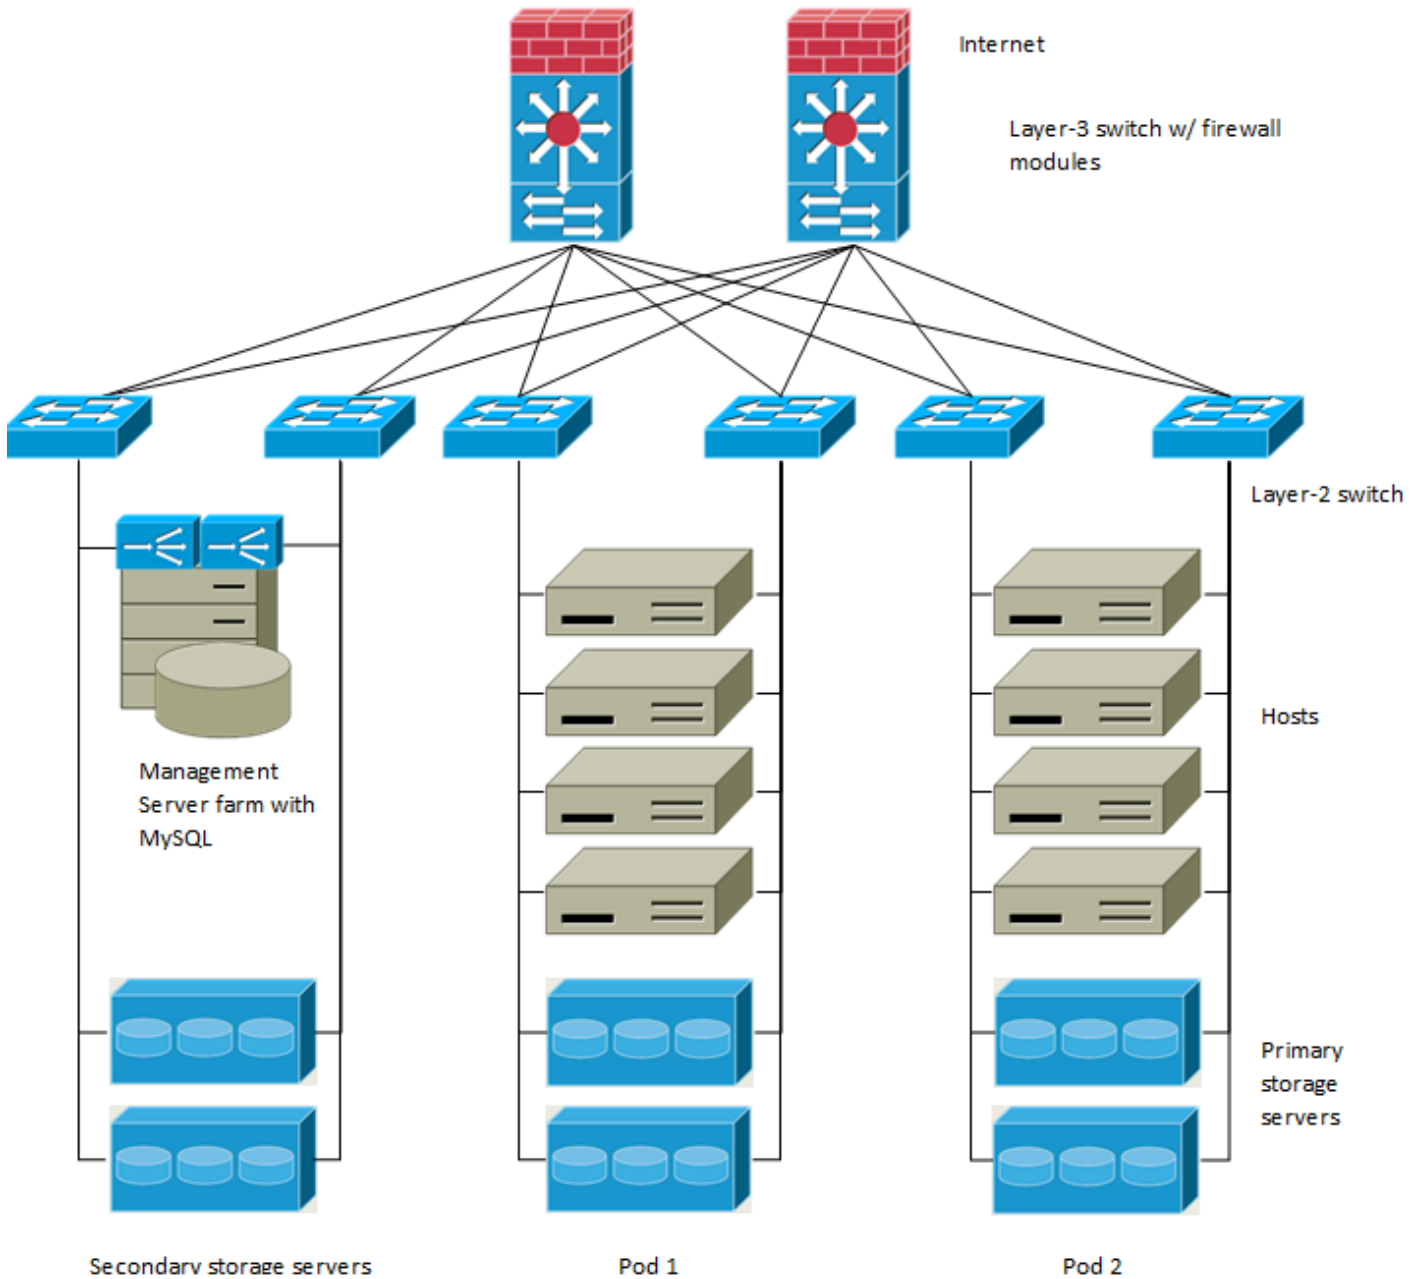 Internet
Layer-3 switch w/ firewall
modules
Layer-2 switch
Hosts
Management
Server farm with
MySQL
Primary
storage
servers
Secondary storage servers
Pod 1
Pod 2